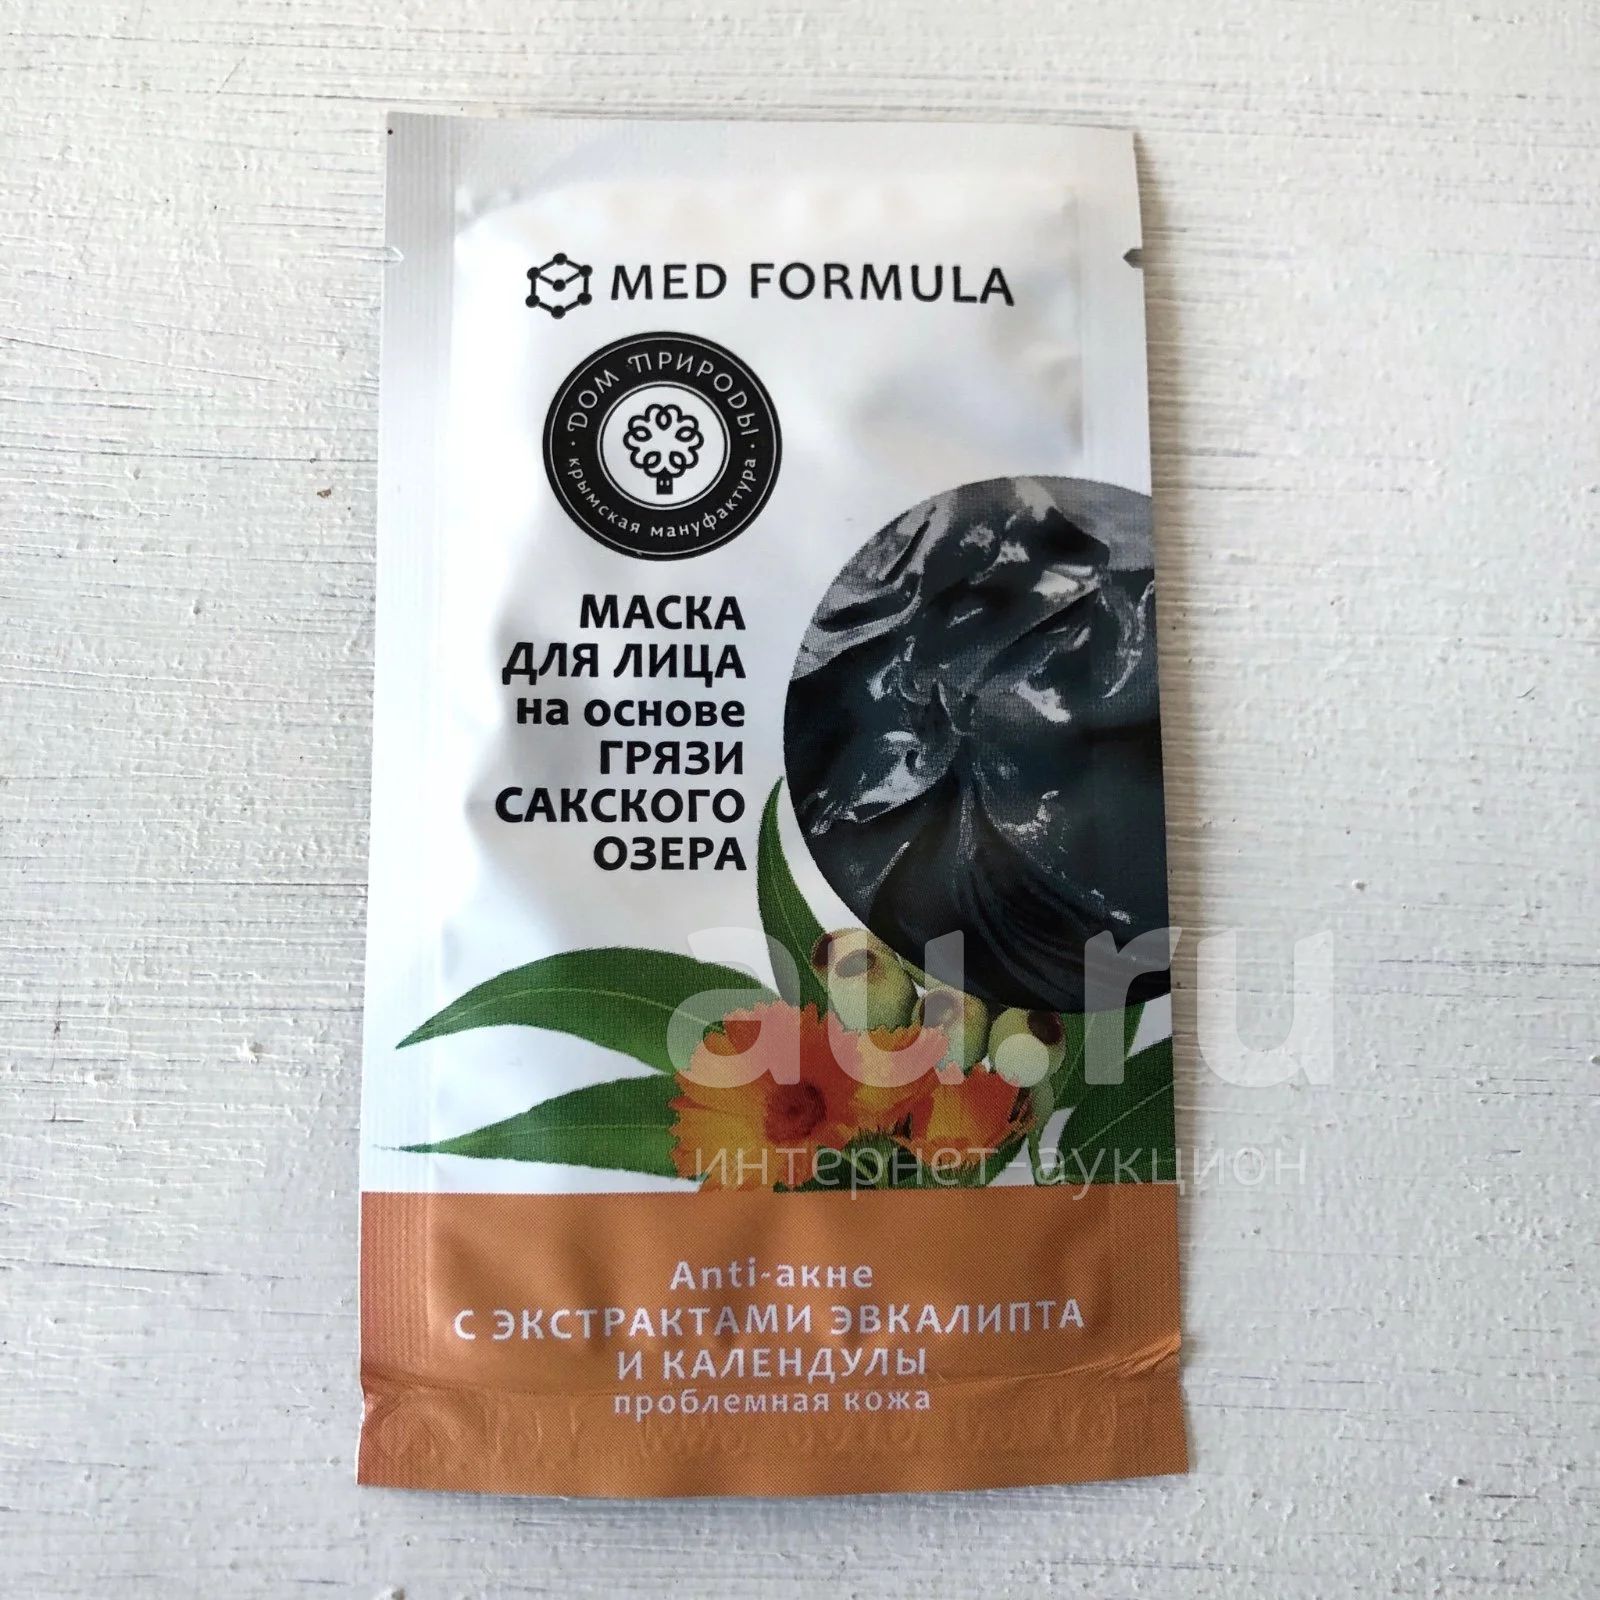 MED FORMULA
ДОМ ПРИРОДЫ
крымская мануфактура
МАСКА
ДЛЯ ЛИЦА
на основе
ГРЯЗИ
САКСКОГО
ОЗЕРА
au.ru
интернет-аукцион
Anti-акне
С ЭКСТРАКТАМИ ЭВКАЛИПТА
И КАЛЕНДУЛЫ
проблемная кожа